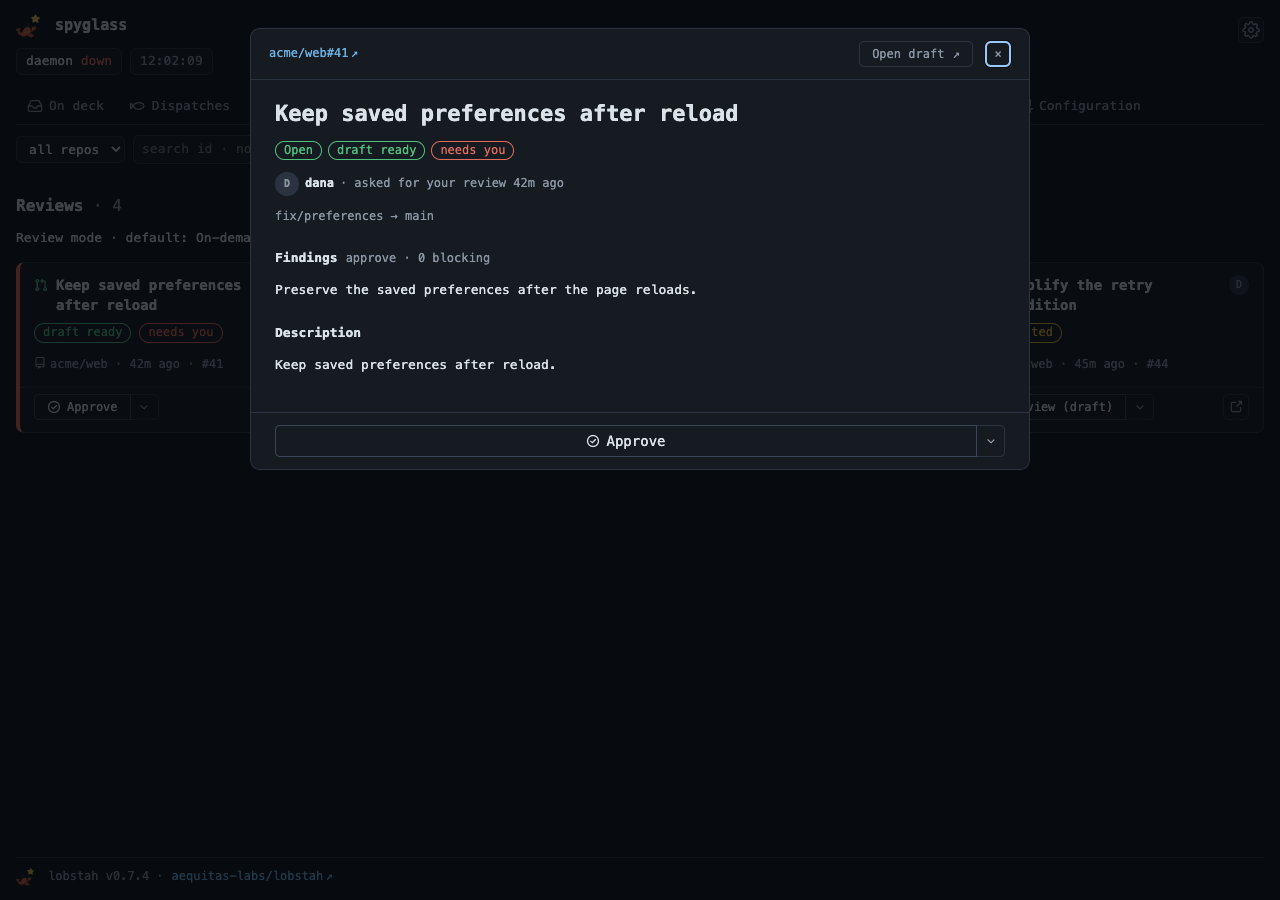 spyglass
daemon down 12:02:09
On deck Dispatches Configuration
all repos search id · no
Reviews · 4
Review mode · default: On-dema
Keep saved preferences
after reload
draft ready needs you
acme/web · 42m ago · #41
Approve
acme/web#41 ↗
Open draft ↗ ×
Keep saved preferences after reload
Open draft ready needs you
D dana · asked for your review 42m ago
fix/preferences → main
Findings approve · 0 blocking
Preserve the saved preferences after the page reloads.
Description
Keep saved preferences after reload.
Approve
plify the retry D
dition
ted
web · 45m ago · #44
view (draft)
lobstah v0.7.4 · aequitas-labs/lobstah ↗